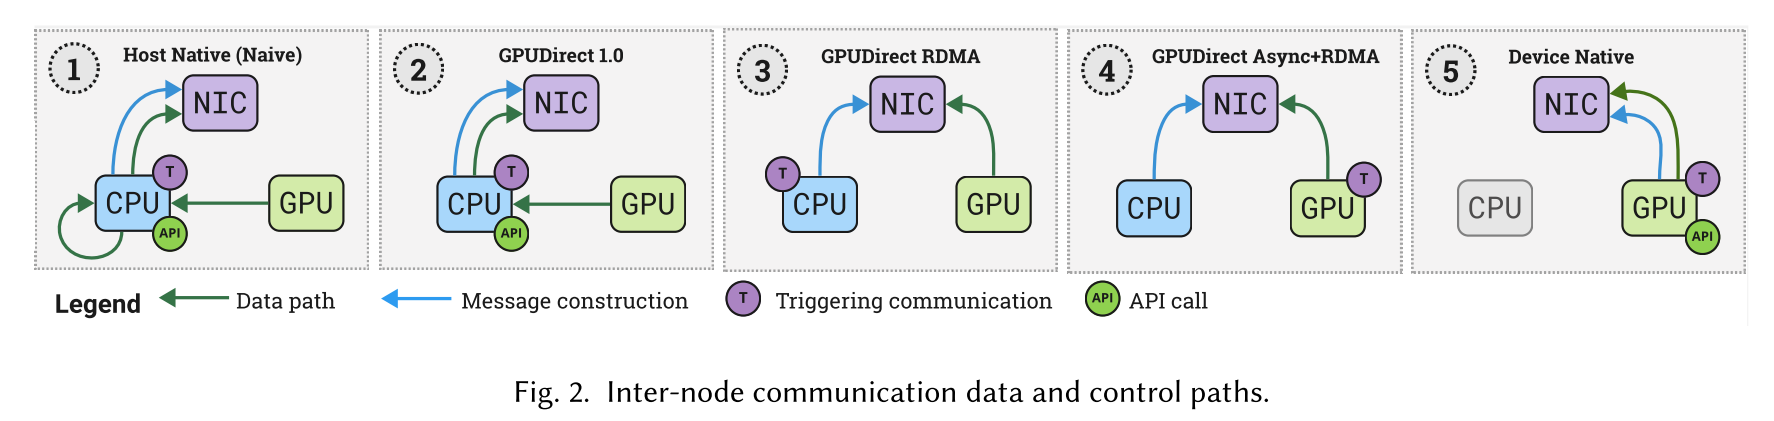 1 Host Native (Naive)
NIC
T
CPU
GPU
API
2 GPUDirect 1.0
NIC
T
CPU
GPU
API
3 GPUDirect RDMA
NIC
T
CPU
GPU
4 GPUDirect Async+RDMA
NIC
T
CPU
GPU
5 Device Native
NIC
T
CPU
GPU
API
Legend Data path Message construction T Triggering communication API API call
Fig. 2. Inter-node communication data and control paths.